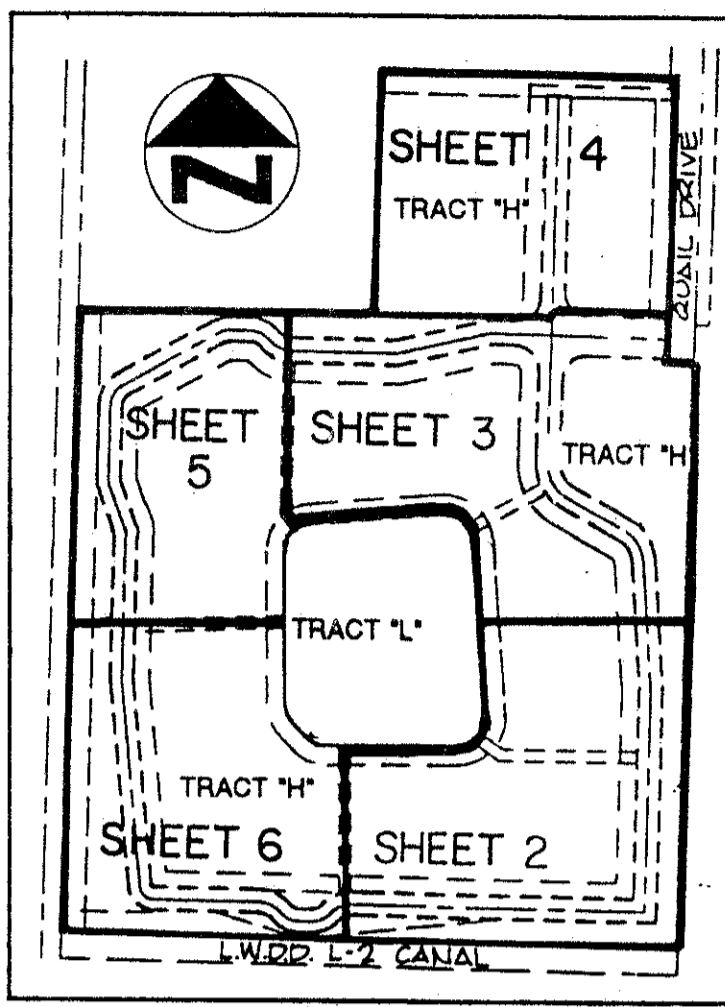 N
SHEET 4
TRACT "H"
QUAIL DRIVE
SHEET
5
SHEET 3
TRACT "H
TRACT "L"
TRACT "H"
SHEET 6
SHEET 2
L.W.D.D. L-2 CANAL